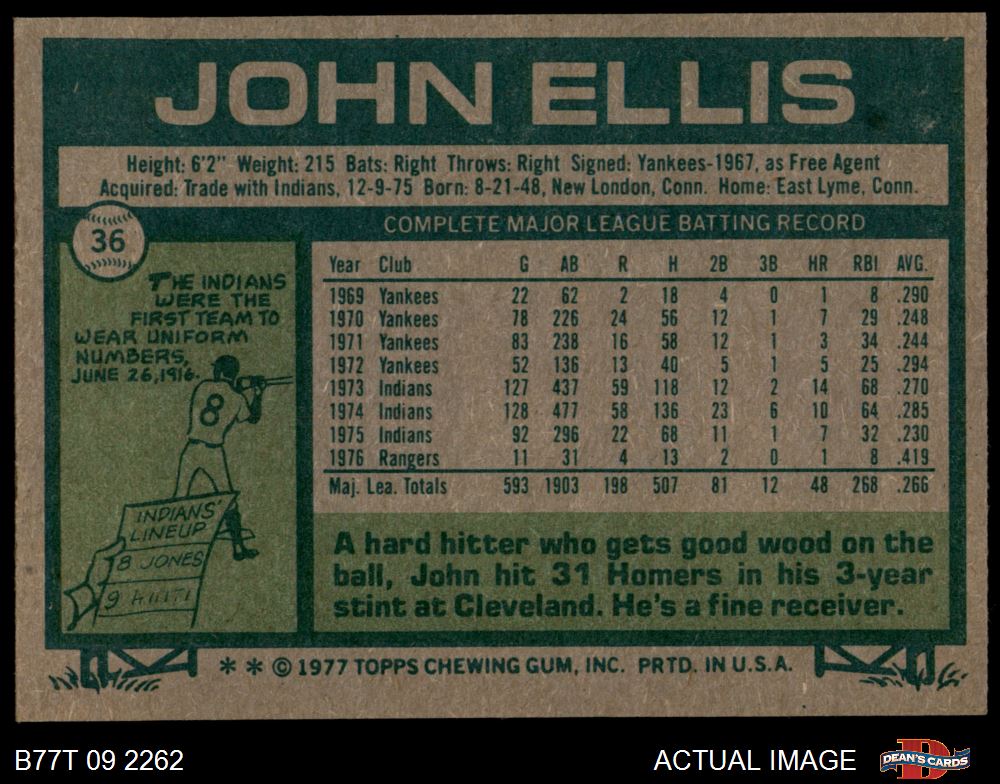 JOHN ELLIS
Height: 6'2" Weight: 215 Bats: Right Throws: Right Signed: Yankees-1967, as Free Agent
Acquired: Trade with Indians, 12-9-75 Born: 8-21-48, New London, Conn. Home: East Lyme, Conn.
36
THE INDIANS
WERE THE
FIRST TEAM TO
WEAR UNIFORM
NUMBERS,
JUNE 26, 1916.
8
INDIANS'
LINEUP
8 JONES
9
COMPLETE MAJOR LEAGUE BATTING RECORD
Year Club G AB R H 2B 3B HR RBI AVG.
1969 Yankees 22 62 2 18 4 0 1 8 .290
1970 Yankees 78 226 24 56 12 1 7 29 .248
1971 Yankees 83 238 16 58 12 1 3 34 .244
1972 Yankees 52 136 13 40 5 1 5 25 .294
1973 Indians 127 437 59 118 12 2 14 68 .270
1974 Indians 128 477 58 136 23 6 10 64 .285
1975 Indians 92 296 22 68 11 1 7 32 .230
1976 Rangers 11 31 4 13 2 0 1 8 .419
Maj. Lea. Totals 593 1903 198 507 81 12 48 268 .266
A hard hitter who gets good wood on the
ball, John hit 31 Homers in his 3-year
stint at Cleveland. He's a fine receiver.
* * © 1977 TOPPS CHEWING GUM, INC. PRTD. IN U.S.A.
B77T 09 2262
ACTUAL IMAGE
DEAN'S CARDS